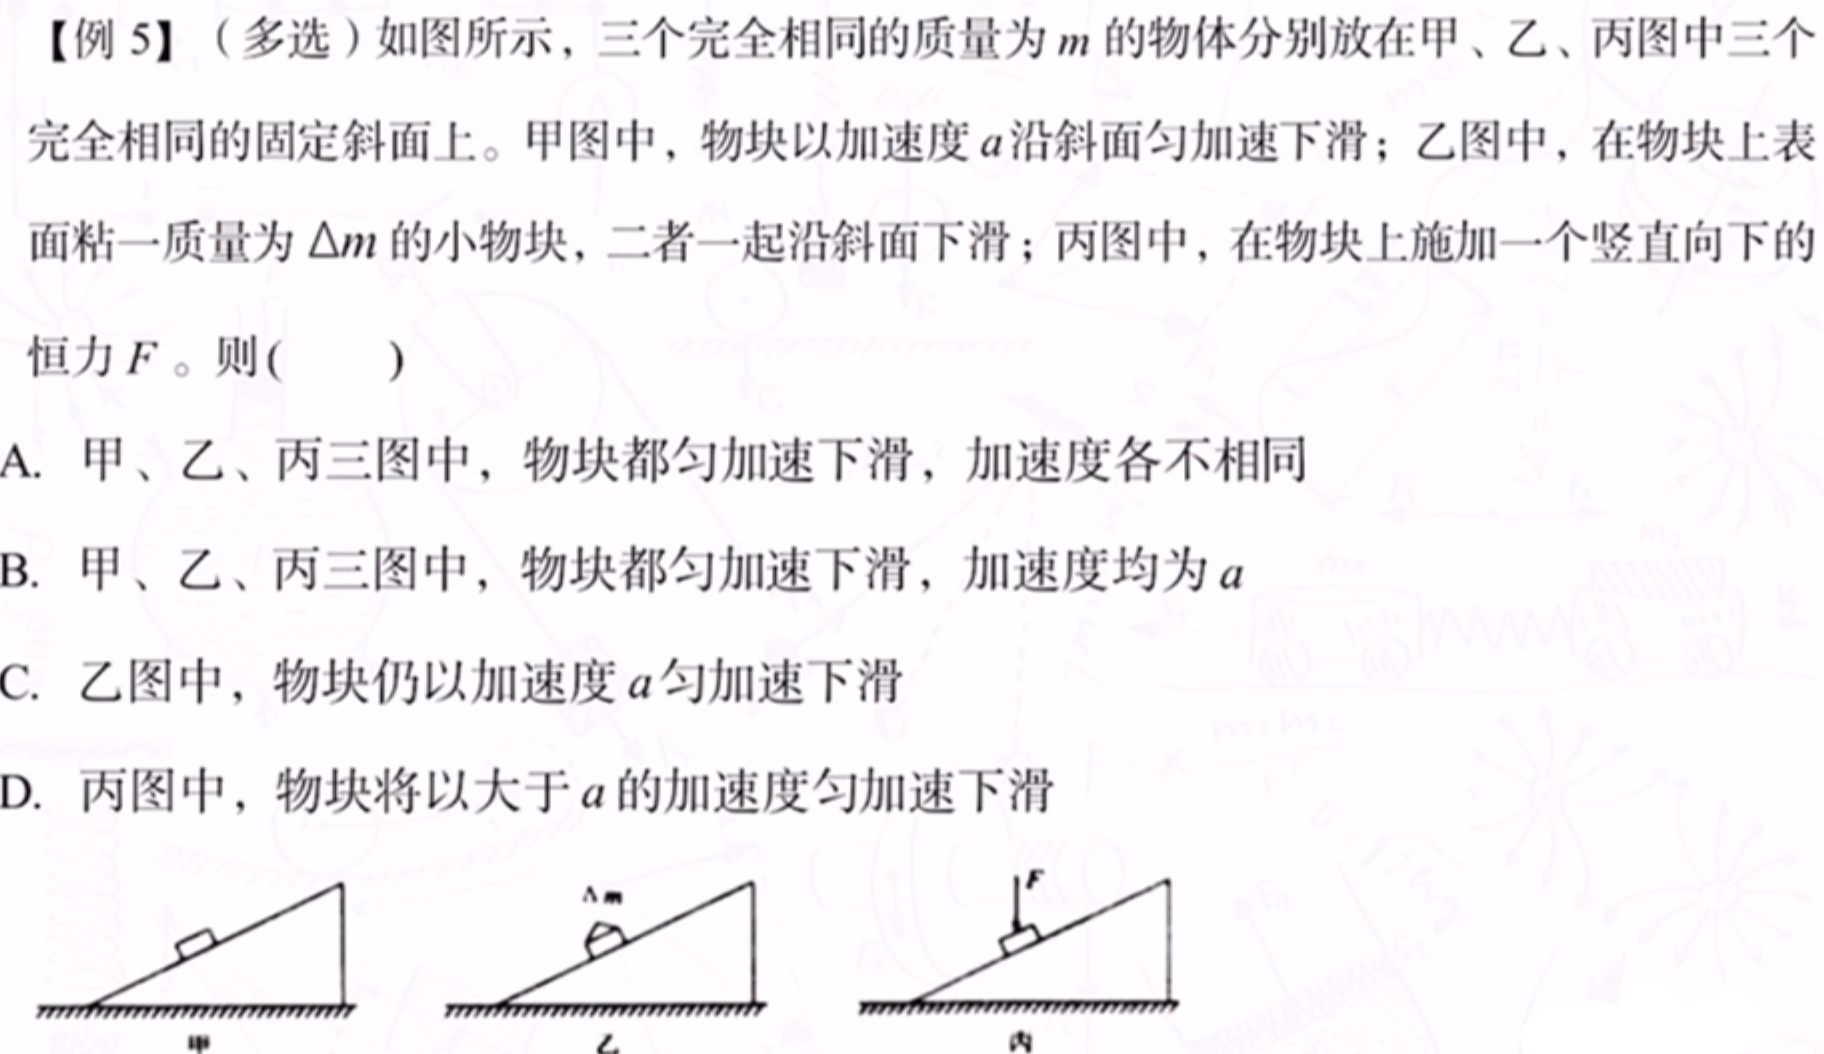 【例 5】（多选）如图所示，三个完全相同的质量为 m 的物体分别放在甲、乙、丙图中三个
完全相同的固定斜面上。甲图中，物块以加速度 a 沿斜面匀加速下滑；乙图中，在物块上表
面粘一质量为 Δm 的小物块，二者一起沿斜面下滑；丙图中，在物块上施加一个竖直向下的
恒力 F 。则(　　)
A. 甲、乙、丙三图中，物块都匀加速下滑，加速度各不相同
B. 甲、乙、丙三图中，物块都匀加速下滑，加速度均为 a
C. 乙图中，物块仍以加速度 a 匀加速下滑
D. 丙图中，物块将以大于 a 的加速度匀加速下滑
Δm
F
甲
乙
丙